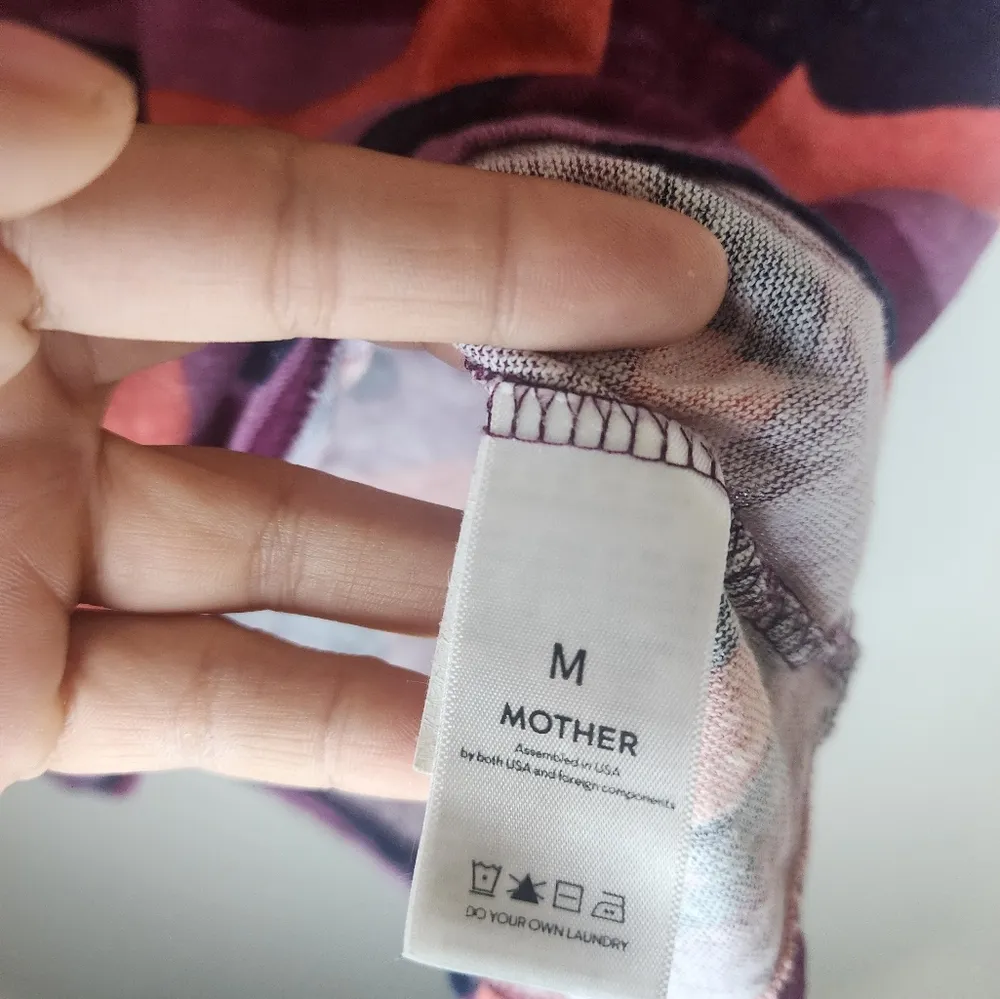 M
MOTHER
Assembled in USA
by both USA and foreign components
DO YOUR OWN LAUNDRY